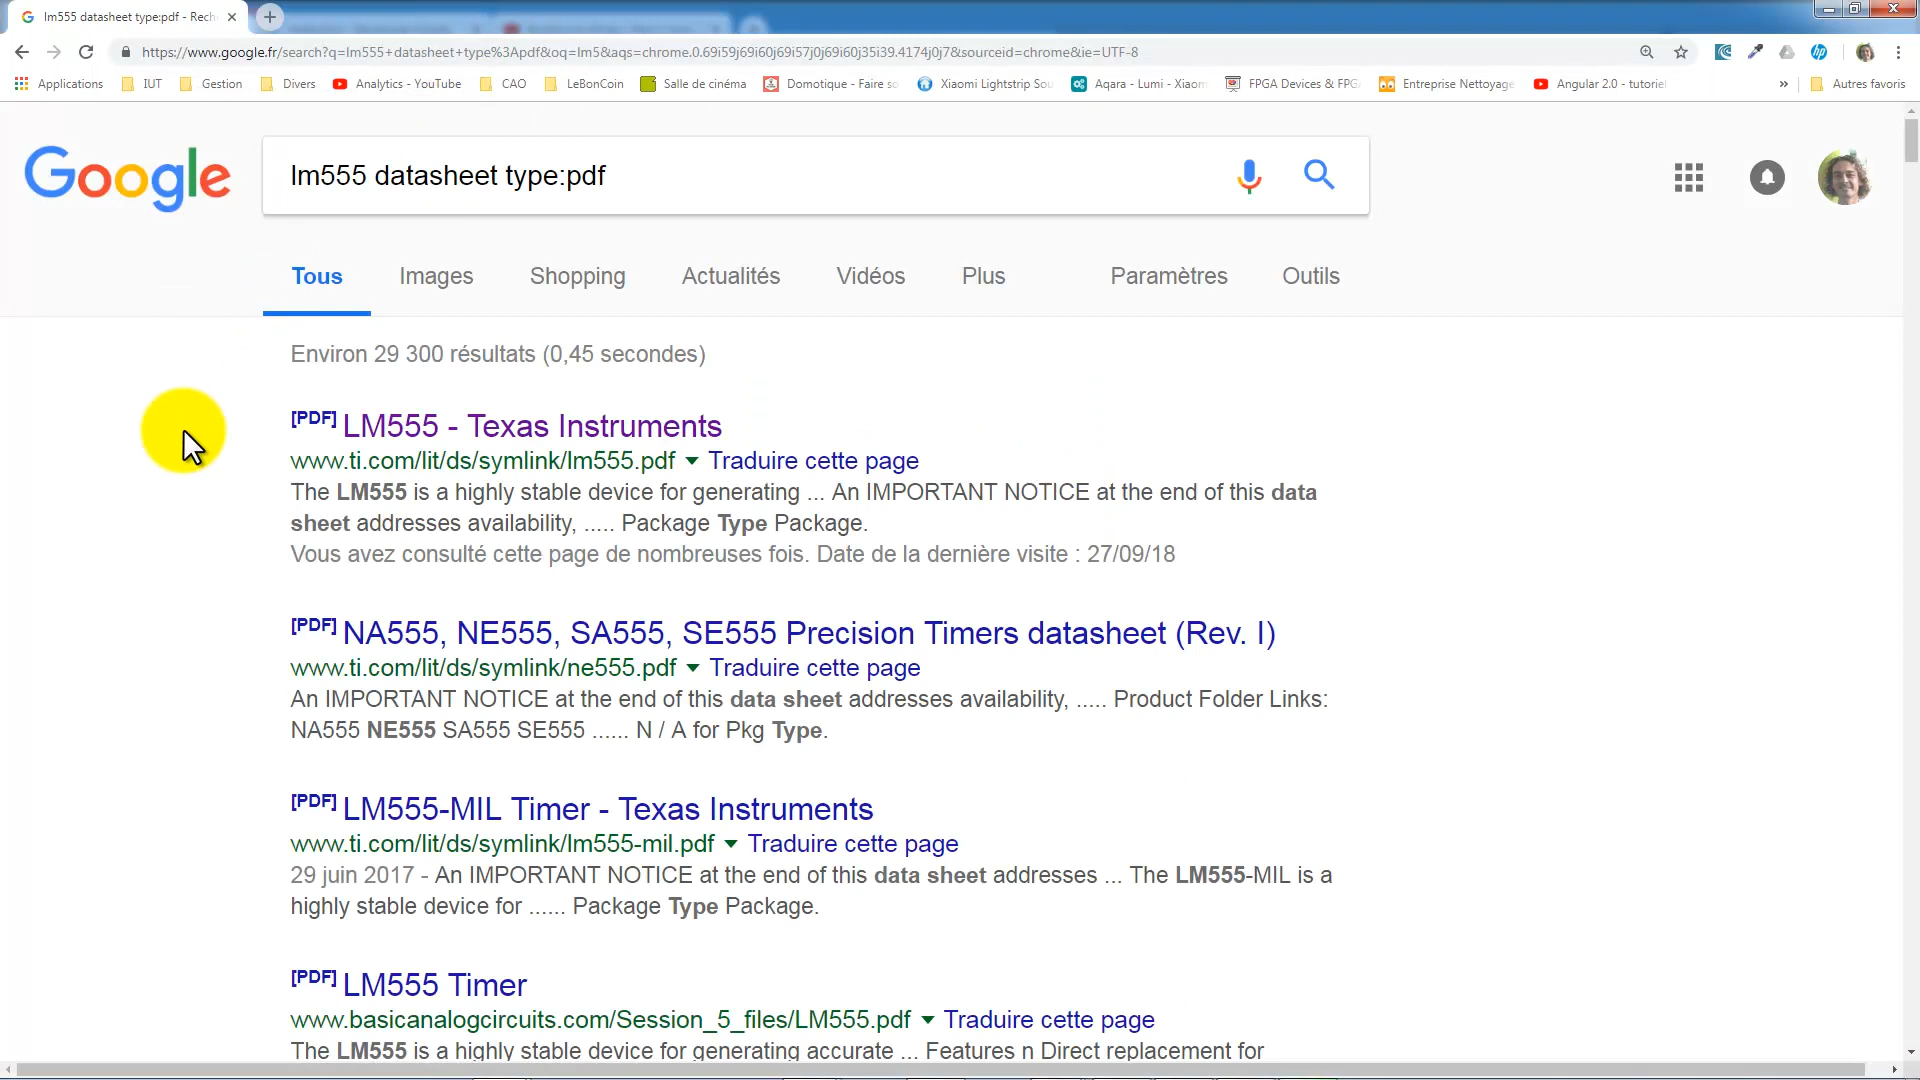 lm555 datasheet type:pdf - Rech
https://www.google.fr/search?q=lm555+datasheet+type%3Apdf&oq=lm5&aqs=chrome.0.69i59j69i60j69i57j0j69i60j35i39.4174j0j7&sourceid=chrome&ie=UTF-8
Applications IUT Gestion Divers Analytics - YouTube CAO LeBonCoin Salle de cinéma Domotique - Faire so Xiaomi Lightstrip Sou Aqara - Lumi - Xiaom FPGA Devices & FPG Entreprise Nettoyage Angular 2.0 - tutoriel » Autres favoris
Google lm555 datasheet type:pdf
Tous Images Shopping Actualités Vidéos Plus Paramètres Outils
Environ 29 300 résultats (0,45 secondes)
[PDF] LM555 - Texas Instruments
www.ti.com/lit/ds/symlink/lm555.pdf Traduire cette page
The LM555 is a highly stable device for generating ... An IMPORTANT NOTICE at the end of this data
sheet addresses availability, ..... Package Type Package.
Vous avez consulté cette page de nombreuses fois. Date de la dernière visite : 27/09/18
[PDF] NA555, NE555, SA555, SE555 Precision Timers datasheet (Rev. I)
www.ti.com/lit/ds/symlink/ne555.pdf Traduire cette page
An IMPORTANT NOTICE at the end of this data sheet addresses availability, ..... Product Folder Links:
NA555 NE555 SA555 SE555 ...... N / A for Pkg Type.
[PDF] LM555-MIL Timer - Texas Instruments
www.ti.com/lit/ds/symlink/lm555-mil.pdf Traduire cette page
29 juin 2017 - An IMPORTANT NOTICE at the end of this data sheet addresses ... The LM555-MIL is a
highly stable device for ...... Package Type Package.
[PDF] LM555 Timer
www.basicanalogcircuits.com/Session_5_files/LM555.pdf Traduire cette page
The LM555 is a highly stable device for generating accurate ... Features n Direct replacement for